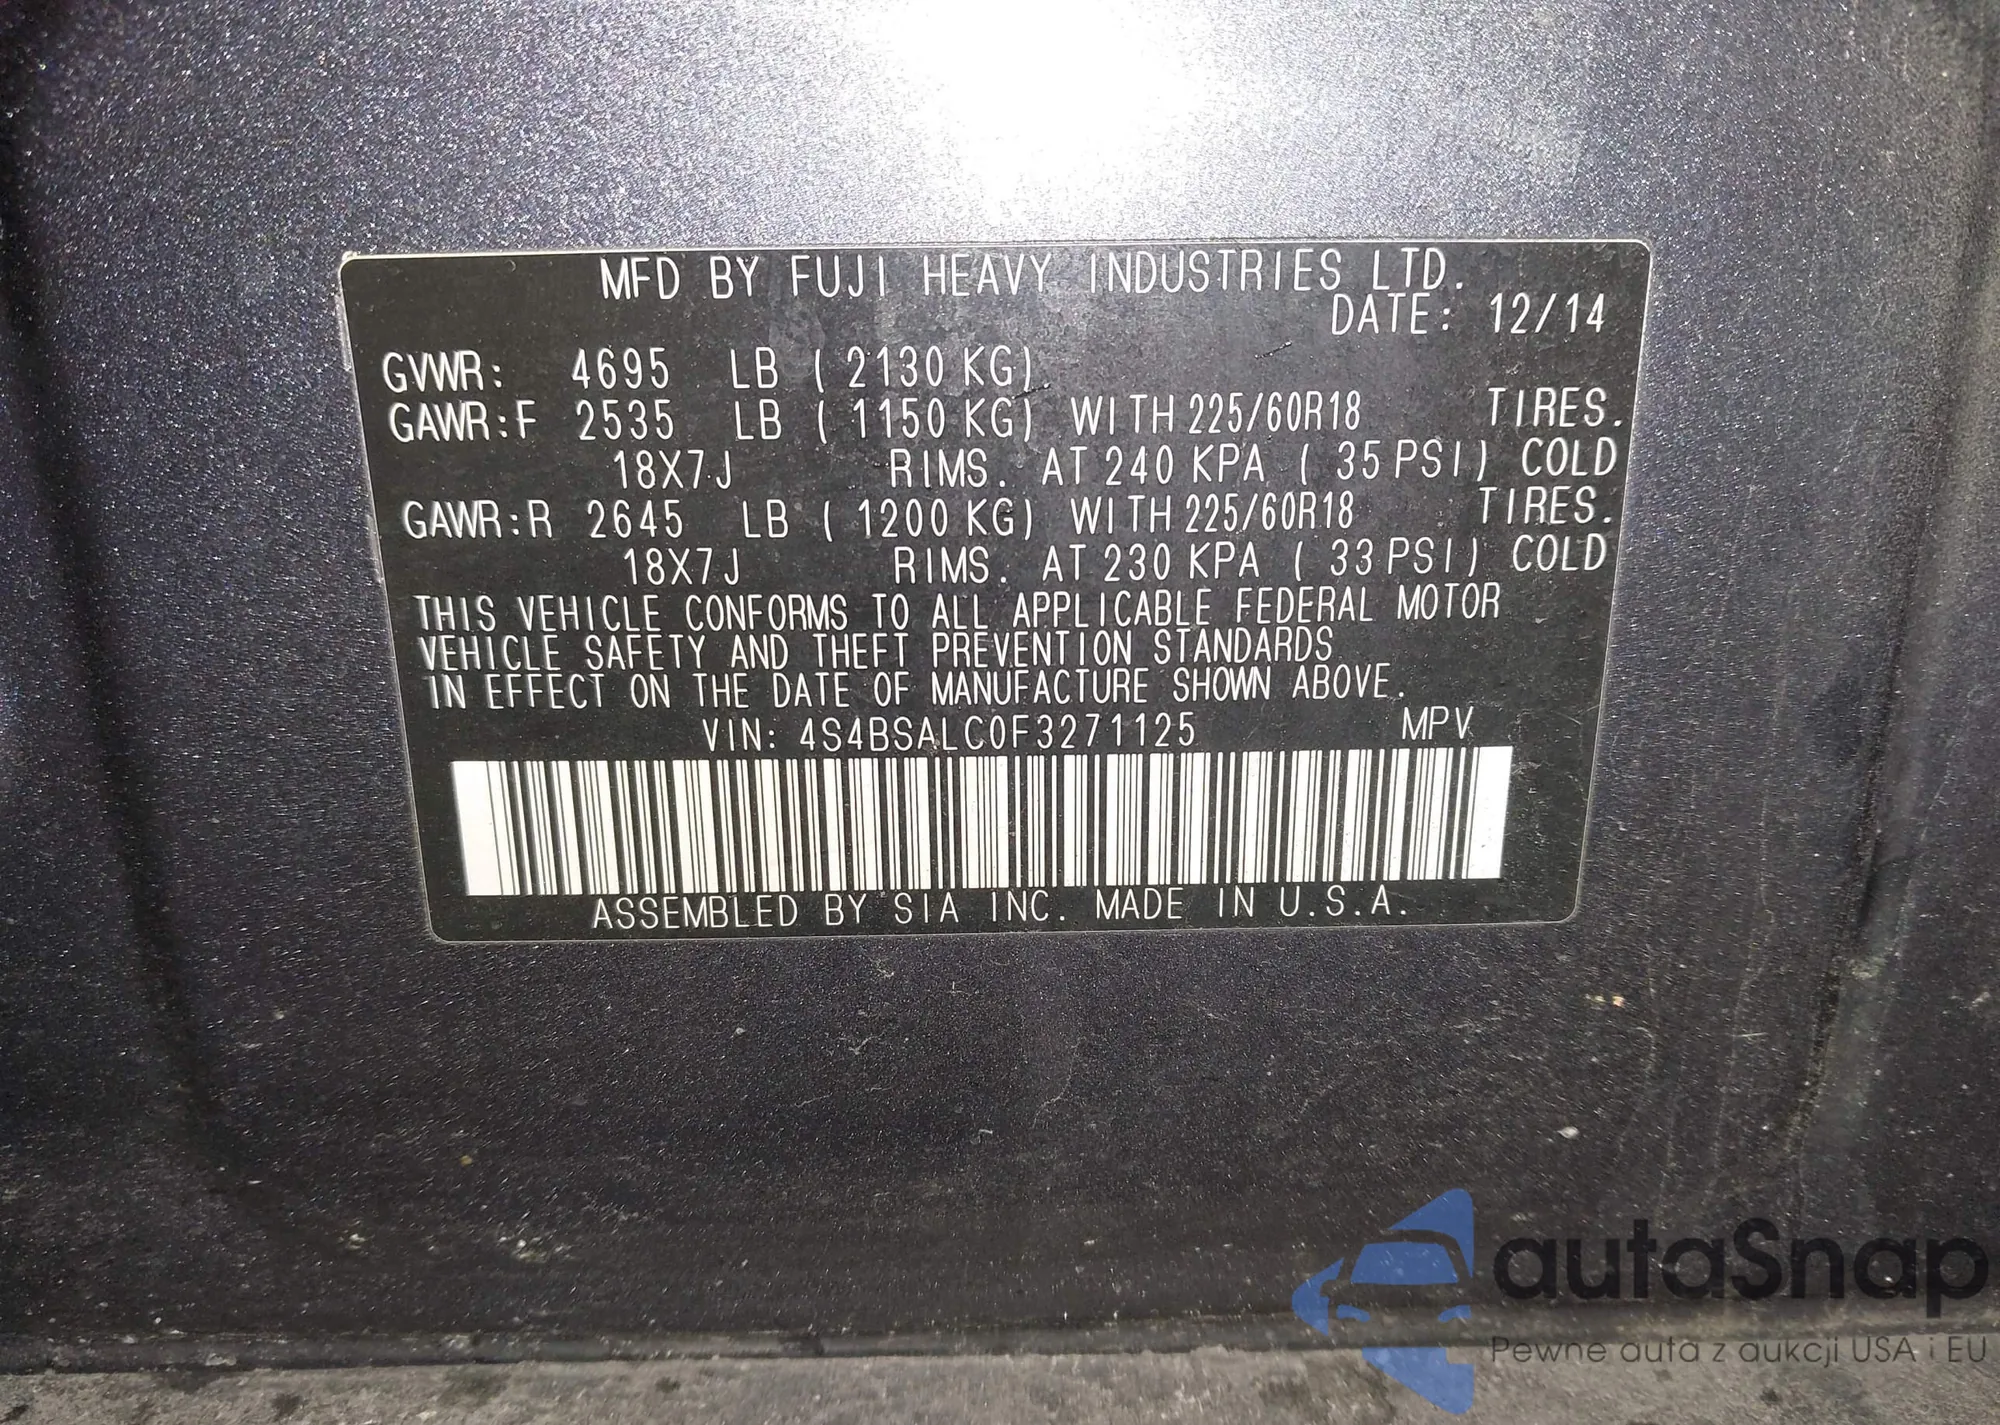 MFD BY FUJI HEAVY INDUSTRIES LTD.
DATE: 12/14
GVWR: 4695 LB (2130 KG)
GAWR:F 2535 LB (1150 KG) WITH 225/60R18 TIRES.
18X7J RIMS. AT 240 KPA (35 PSI) COLD
GAWR:R 2645 LB (1200 KG) WITH 225/60R18 TIRES.
18X7J RIMS. AT 230 KPA (33 PSI) COLD
THIS VEHICLE CONFORMS TO ALL APPLICABLE FEDERAL MOTOR
VEHICLE SAFETY AND THEFT PREVENTION STANDARDS
IN EFFECT ON THE DATE OF MANUFACTURE SHOWN ABOVE.
VIN: 4S4BSALC0F3271125 MPV
ASSEMBLED BY SIA INC. MADE IN U.S.A.
autaSnap
Pewne auta z aukcji USA i EU